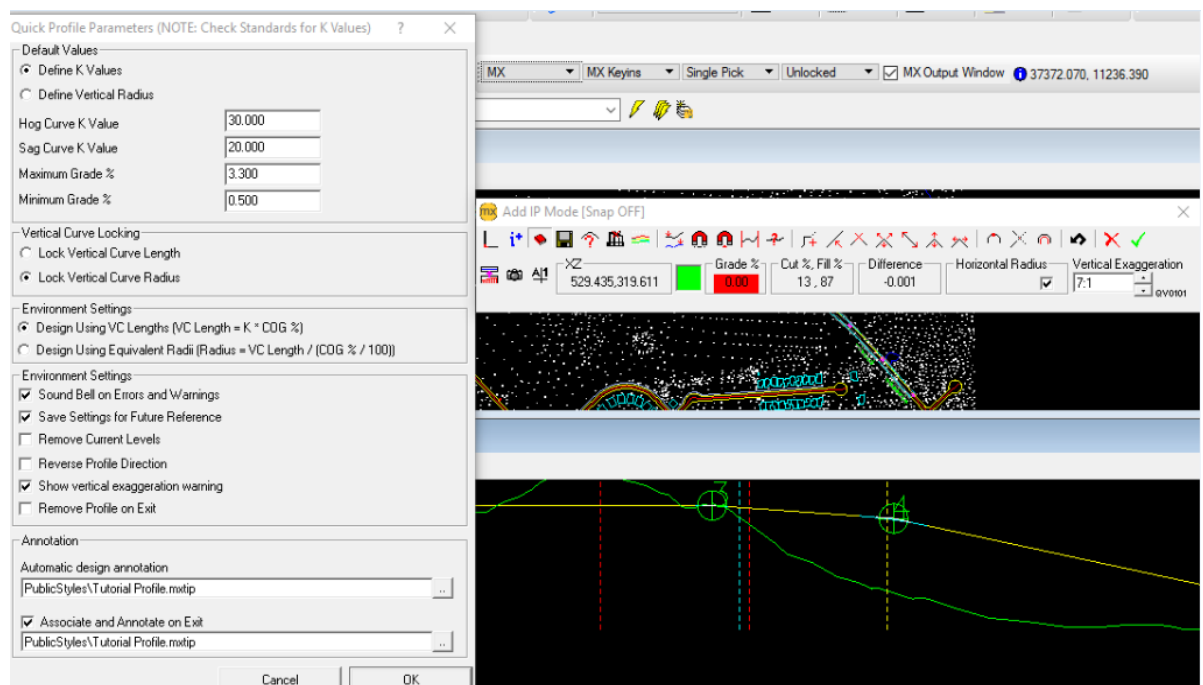 Quick Profile Parameters (NOTE: Check Standards for K Values) ? ×
Default Values
Define K Values
Define Vertical Radius
Hog Curve K Value 30.000
Sag Curve K Value 20.000
Maximum Grade % 3.300
Minimum Grade % 0.500
Vertical Curve Locking
Lock Vertical Curve Length
Lock Vertical Curve Radius
Environment Settings
Design Using VC Lengths (VC Length = K * COG %)
Design Using Equivalent Radii (Radius = VC Length / (COG % / 100))
Environment Settings
Sound Bell on Errors and Warnings
Save Settings for Future Reference
Remove Current Levels
Reverse Profile Direction
Show vertical exaggeration warning
Remove Profile on Exit
Annotation
Automatic design annotation
PublicStyles\Tutorial Profile.mxtip ..
Associate and Annotate on Exit
PublicStyles\Tutorial Profile.mxtip ..
Cancel OK
MX MX Keyins Single Pick Unlocked MX Output Window 37372.070, 11236.390
mx Add IP Mode [Snap OFF]
XZ Grade % Cut %, Fill % Difference Horizontal Radius Vertical Exaggeration
529.435,319.611 0.00 13 , 87 -0.001 7:1 QV0101
3 4